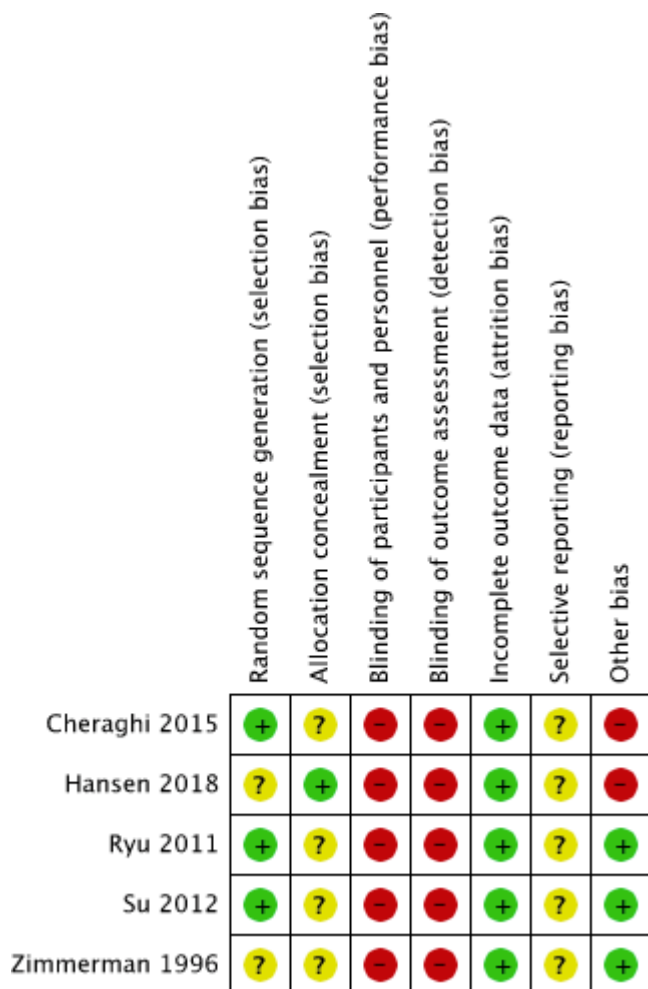 Random sequence generation (selection bias)
Allocation concealment (selection bias)
Blinding of participants and personnel (performance bias)
Blinding of outcome assessment (detection bias)
Incomplete outcome data (attrition bias)
Selective reporting (reporting bias)
Other bias
Cheraghi 2015 + ? - - + ? -
Hansen 2018 ? + - - + ? -
Ryu 2011 + ? - - + ? +
Su 2012 + ? - - + ? +
Zimmerman 1996 ? ? - - + ? +